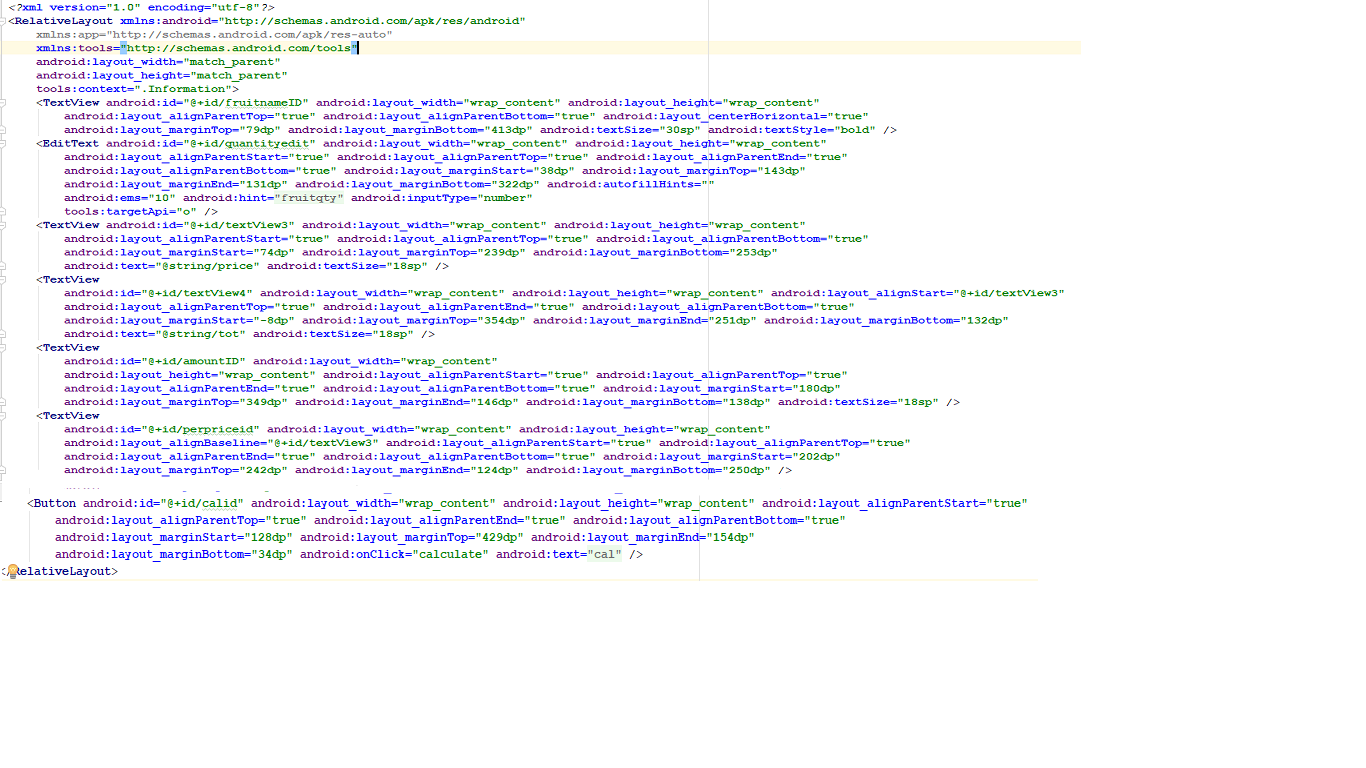 <?xml version="1.0" encoding="utf-8"?>
<RelativeLayout xmlns:android="http://schemas.android.com/apk/res/android"
xmlns:app="http://schemas.android.com/apk/res-auto"
xmlns:tools="http://schemas.android.com/tools"
android:layout_width="match_parent"
android:layout_height="match_parent"
tools:context=".Information">
<TextView android:id="@+id/fruitnameID" android:layout_width="wrap_content" android:layout_height="wrap_content"
android:layout_alignParentTop="true" android:layout_alignParentBottom="true" android:layout_centerHorizontal="true"
android:layout_marginTop="79dp" android:layout_marginBottom="413dp" android:textSize="30sp" android:textStyle="bold" />
<EditText android:id="@+id/quantityedit" android:layout_width="wrap_content" android:layout_height="wrap_content"
android:layout_alignParentStart="true" android:layout_alignParentTop="true" android:layout_alignParentEnd="true"
android:layout_alignParentBottom="true" android:layout_marginStart="38dp" android:layout_marginTop="143dp"
android:layout_marginEnd="131dp" android:layout_marginBottom="322dp" android:autofillHints=""
android:ems="10" android:hint="fruitqty" android:inputType="number"
tools:targetApi="o" />
<TextView android:id="@+id/textView3" android:layout_width="wrap_content" android:layout_height="wrap_content"
android:layout_alignParentStart="true" android:layout_alignParentTop="true" android:layout_alignParentBottom="true"
android:layout_marginStart="74dp" android:layout_marginTop="239dp" android:layout_marginBottom="253dp"
android:text="@string/price" android:textSize="18sp" />
<TextView
android:id="@+id/textView4" android:layout_width="wrap_content" android:layout_height="wrap_content" android:layout_alignStart="@+id/textView3"
android:layout_alignParentTop="true" android:layout_alignParentEnd="true" android:layout_alignParentBottom="true"
android:layout_marginStart="-8dp" android:layout_marginTop="354dp" android:layout_marginEnd="251dp" android:layout_marginBottom="132dp"
android:text="@string/tot" android:textSize="18sp" />
<TextView
android:id="@+id/amountID" android:layout_width="wrap_content"
android:layout_height="wrap_content" android:layout_alignParentStart="true" android:layout_alignParentTop="true"
android:layout_alignParentEnd="true" android:layout_alignParentBottom="true" android:layout_marginStart="180dp"
android:layout_marginTop="349dp" android:layout_marginEnd="146dp" android:layout_marginBottom="138dp" android:textSize="18sp" />
<TextView
android:id="@+id/perpriceid" android:layout_width="wrap_content" android:layout_height="wrap_content"
android:layout_alignBaseline="@+id/textView3" android:layout_alignParentStart="true" android:layout_alignParentTop="true"
android:layout_alignParentEnd="true" android:layout_alignParentBottom="true" android:layout_marginStart="202dp"
android:layout_marginTop="242dp" android:layout_marginEnd="124dp" android:layout_marginBottom="250dp" />
<Button android:id="@+id/calid" android:layout_width="wrap_content" android:layout_height="wrap_content" android:layout_alignParentStart="true"
android:layout_alignParentTop="true" android:layout_alignParentEnd="true" android:layout_alignParentBottom="true"
android:layout_marginStart="128dp" android:layout_marginTop="429dp" android:layout_marginEnd="154dp"
android:layout_marginBottom="34dp" android:onClick="calculate" android:text="cal" />
</RelativeLayout>